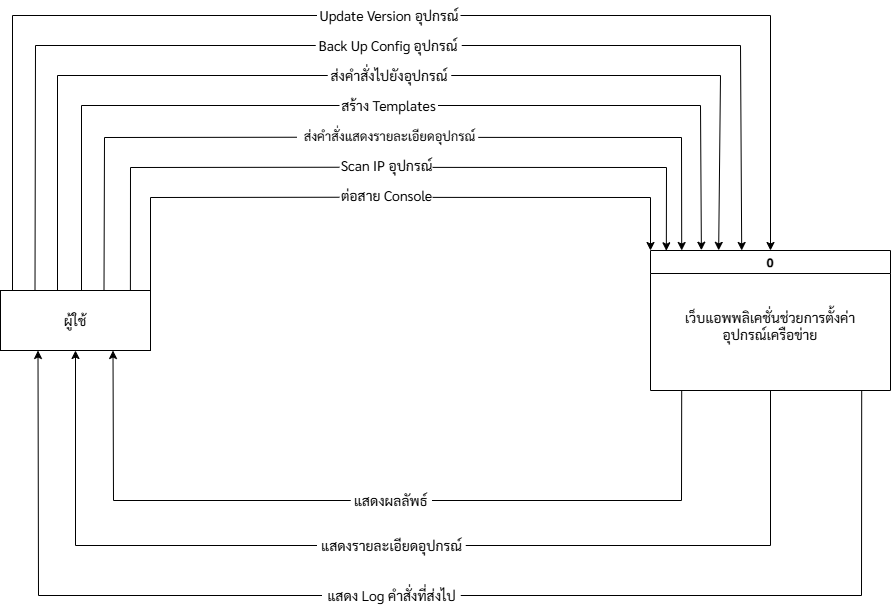 Update Version อุปกรณ์
Back Up Config อุปกรณ์
ส่งคำสั่งไปยังอุปกรณ์
สร้าง Templates
ส่งคำสั่งแสดงรายละเอียดอุปกรณ์
Scan IP อุปกรณ์
ต่อสาย Console
0
ผู้ใช้
เว็บแอพพลิเคชั่นช่วยการตั้งค่า
อุปกรณ์เครือข่าย
แสดงผลลัพธ์
แสดงรายละเอียดอุปกรณ์
แสดง Log คำสั่งที่ส่งไป